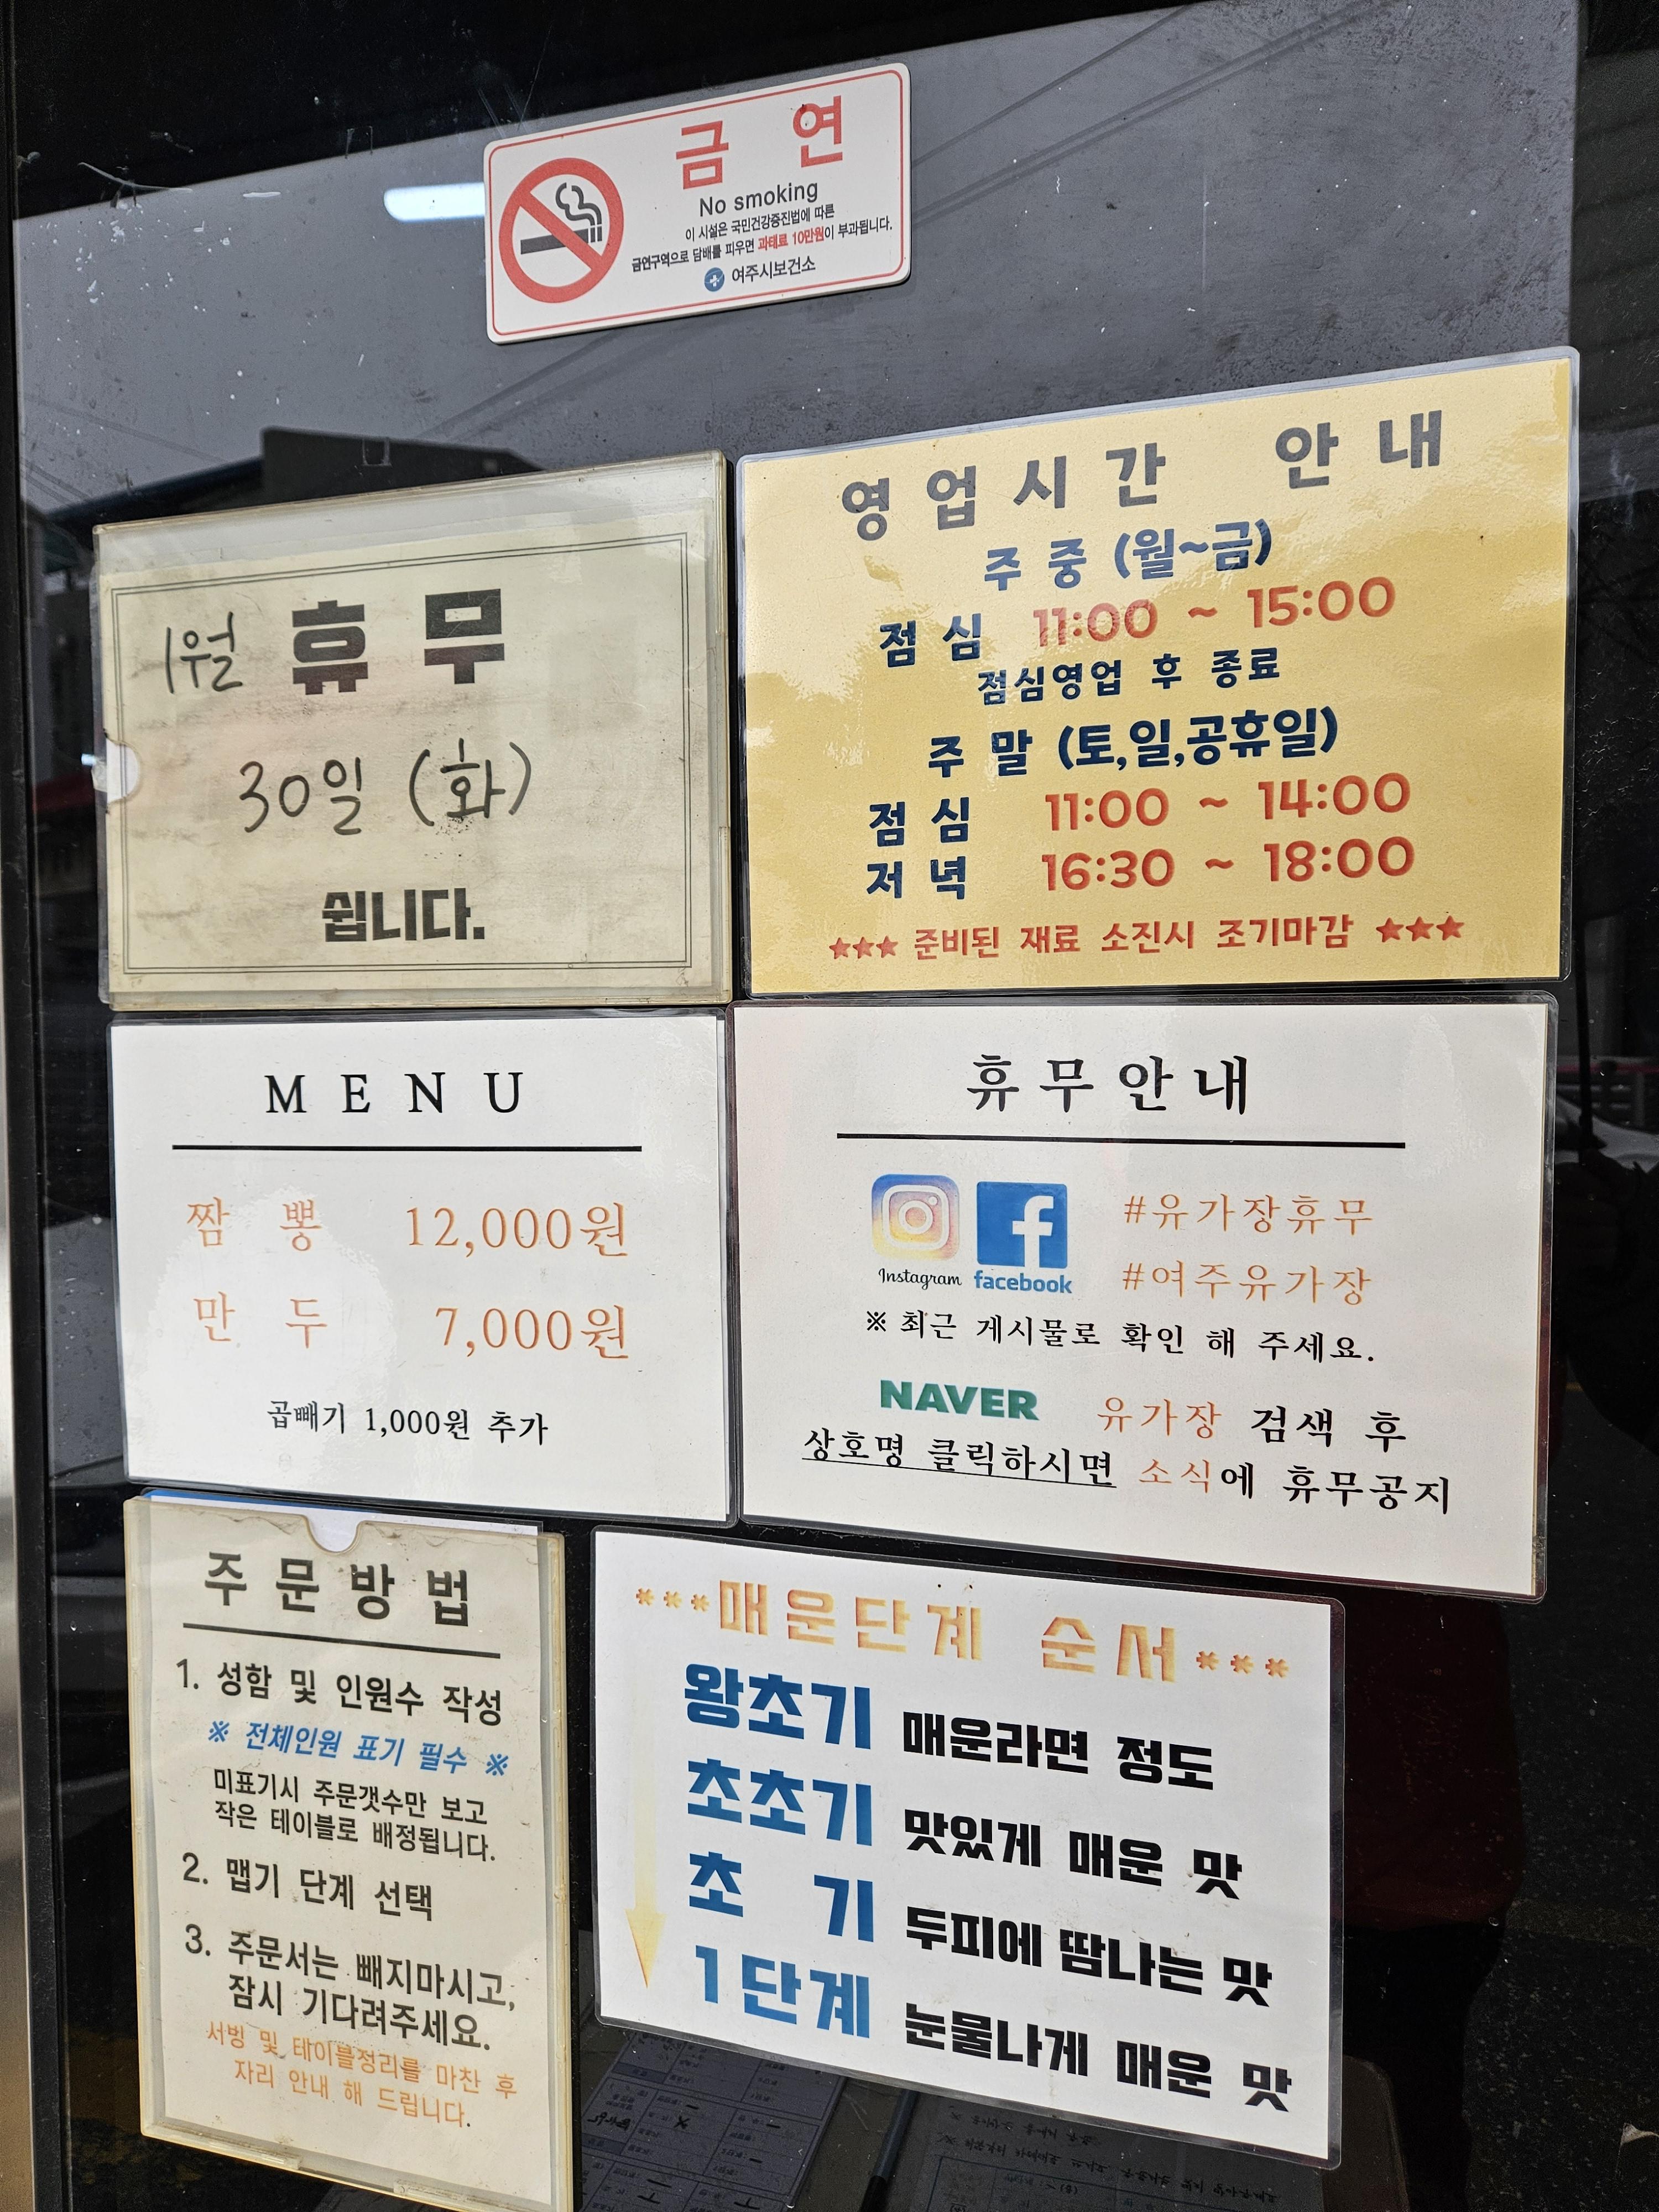 금 연
No smoking
이 시설은 국민건강증진법에 따른
금연구역으로 담배를 피우면 과태료 10만원이 부과됩니다.
여주시보건소
1월 휴 무
30일 (화)
쉽니다.
영 업 시 간 안 내
주 중 (월~금)
점 심 11:00 ~ 15:00
점심영업 후 종료
주 말 (토,일,공휴일)
점 심 11:00 ~ 14:00
저 녁 16:30 ~ 18:00
★★★ 준비된 재료 소진시 조기마감 ★★★
M E N U
짬 뽕 12,000원
만 두 7,000원
곱빼기 1,000원 추가
휴 무 안 내
Instagram facebook
#유가장휴무
#여주유가장
※ 최근 게시물로 확인 해 주세요.
NAVER 유가장 검색 후
상호명 클릭하시면 소식에 휴무공지
주 문 방 법
1. 성함 및 인원수 작성
※ 전체인원 표기 필수 ※
미표기시 주문갯수만 보고
작은 테이블로 배정됩니다.
2. 맵기 단계 선택
3. 주문서는 빼지마시고,
잠시 기다려주세요.
서빙 및 테이블정리를 마친 후
자리 안내 해 드립니다.
***매운단계 순서***
왕초기 매운라면 정도
초초기 맛있게 매운 맛
초 기 두피에 땀나는 맛
1단계 눈물나게 매운 맛